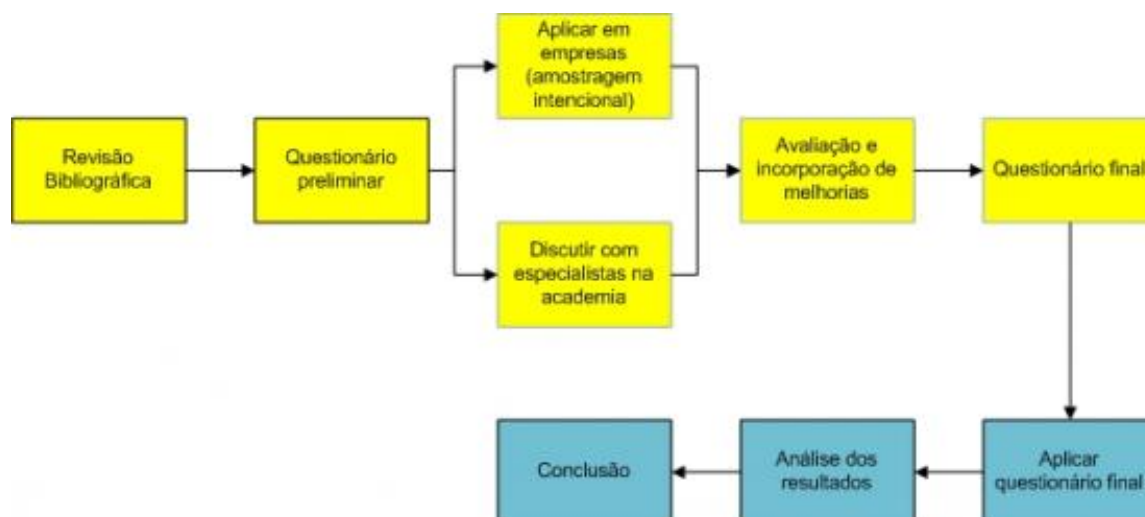 Aplicar em
empresas
(amostragem
intencional)
Revisão
Bibliográfica
Questionário
preliminar
Avaliação e
incorporação de
melhorias
Questionário final
Discutir com
especialistas na
academia
Conclusão
Análise dos
resultados
Aplicar
questionário final